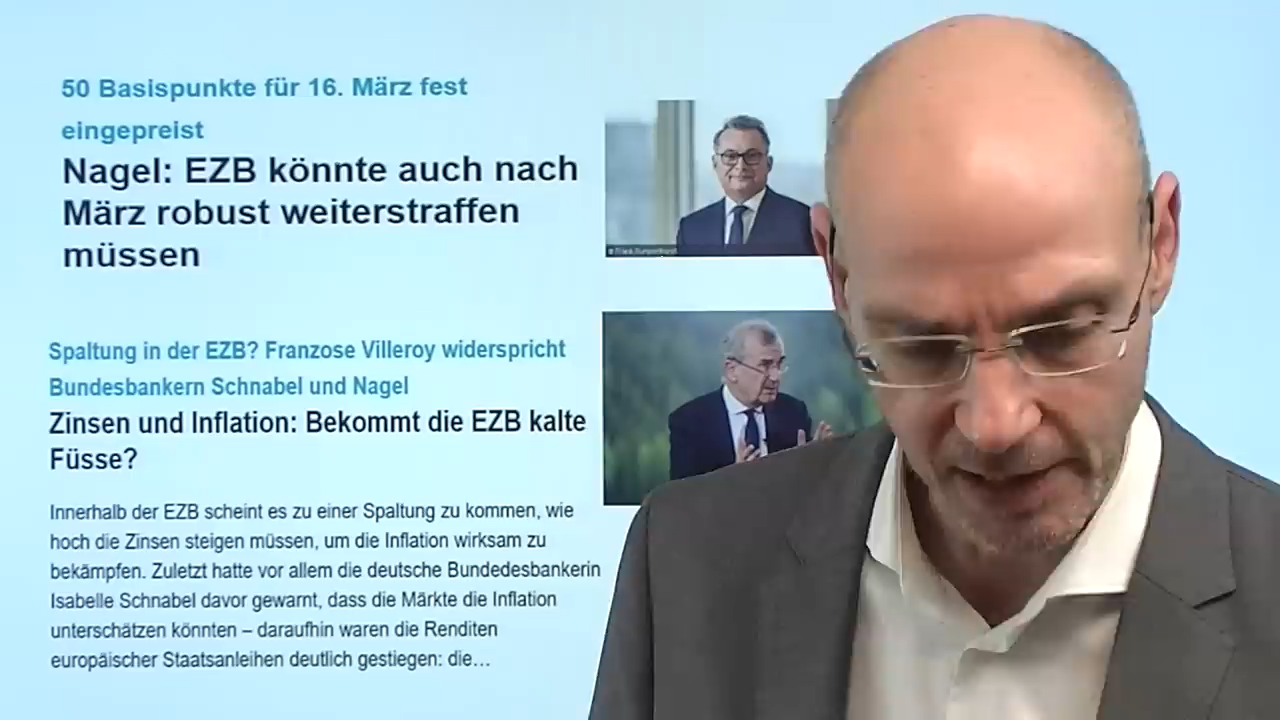 50 Basispunkte für 16. März fest
eingepreist
Nagel: EZB könnte auch nach
März robust weiterstraffen
müssen
Spaltung in der EZB? Franzose Villeroy widerspricht
Bundesbankern Schnabel und Nagel
Zinsen und Inflation: Bekommt die EZB kalte
Füsse?
Innerhalb der EZB scheint es zu einer Spaltung zu kommen, wie
hoch die Zinsen steigen müssen, um die Inflation wirksam zu
bekämpfen. Zuletzt hatte vor allem die deutsche Bundedesbankerin
Isabelle Schnabel davor gewarnt, dass die Märkte die Inflation
unterschätzen könnten – daraufhin waren die Renditen
europäischer Staatsanleihen deutlich gestiegen: die…